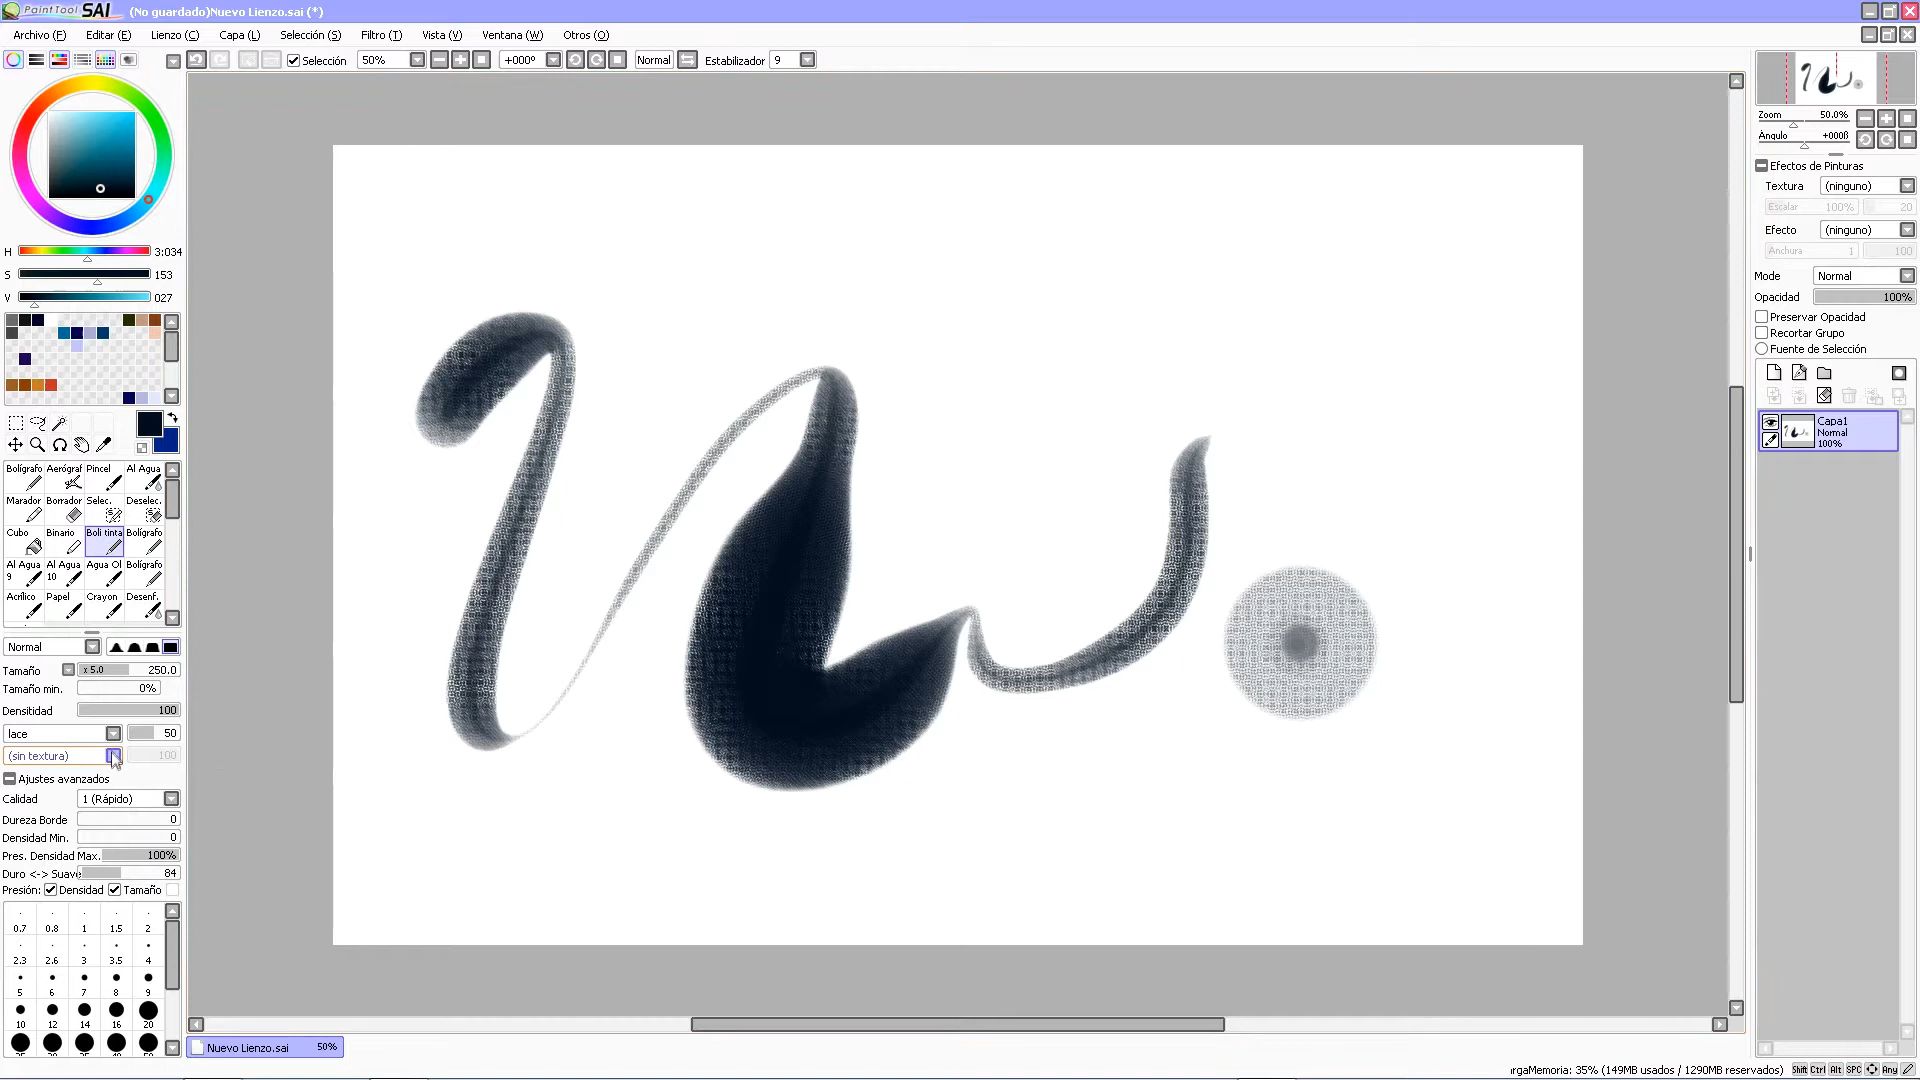 PaintTool SAI (No guardado)Nuevo Lienzo.sai (*)
Archivo (F) Editar (E) Lienzo (C) Capa (L) Selección (S) Filtro (T) Vista (V) Ventana (W) Otros (O)
Selección 50% +000º Normal Estabilizador 9
H 3:034
S 153
V 027
Bolígrafo Aerógraf Pincel Al Agua
Marador Borrador Selec. Deselec.
Cubo Binario Boli tinta Bolígrafo
Al Agua 9 Al Agua 10 Agua Ol Bolígrafo
Acrílico Papel Crayon Desenf.
Normal
Tamaño x 5.0 250.0
Tamaño min. 0%
Densitidad 100
lace 50
(sin textura) 100
Ajustes avanzados
Calidad 1 (Rápido)
Dureza Borde 0
Densidad Min. 0
Pres. Densidad Max. 100%
Duro <-> Suave 84
Presión: Densidad Tamaño
0.7 0.8 1 1.5 2
2.3 2.6 3 3.5 4
5 6 7 8 9
10 12 14 16 20
Nuevo Lienzo.sai 50%
Zoom 50.0%
Ángulo +000ß
Efectos de Pinturas
Textura (ninguno)
Escalar 100% 20
Efecto (ninguno)
Anchura 1 100
Mode Normal
Opacidad 100%
Preservar Opacidad
Recortar Grupo
Fuente de Selección
Capa1
Normal
100%
rgaMemoria: 35% (149MB usados / 1290MB reservados) Shift Ctrl Alt SPC Any